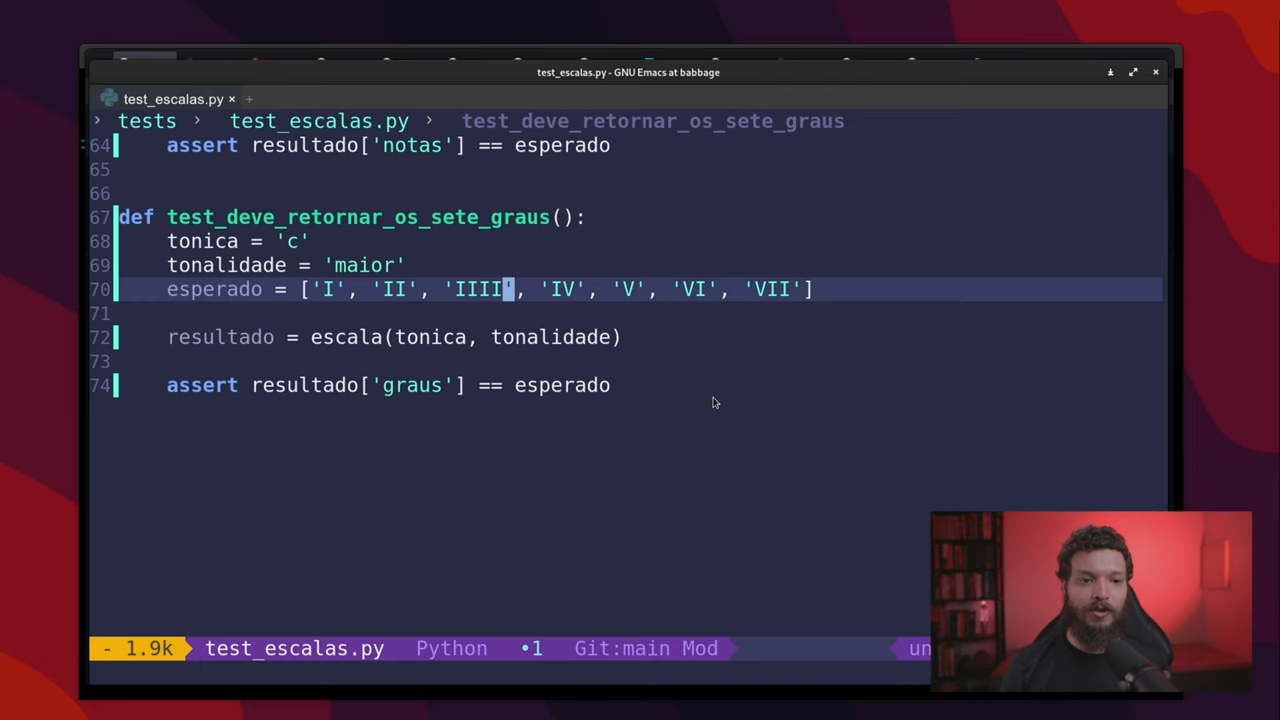 test_escalas.py - GNU Emacs at babbage
test_escalas.py × +
› tests › test_escalas.py › test_deve_retornar_os_sete_graus
64 assert resultado['notas'] == esperado
65
66
67 def test_deve_retornar_os_sete_graus():
68 tonica = 'c'
69 tonalidade = 'maior'
70 esperado = ['I', 'II', 'IIII', 'IV', 'V', 'VI', 'VII']
71
72 resultado = escala(tonica, tonalidade)
73
74 assert resultado['graus'] == esperado
- 1.9k test_escalas.py Python •1 Git:main Mod un